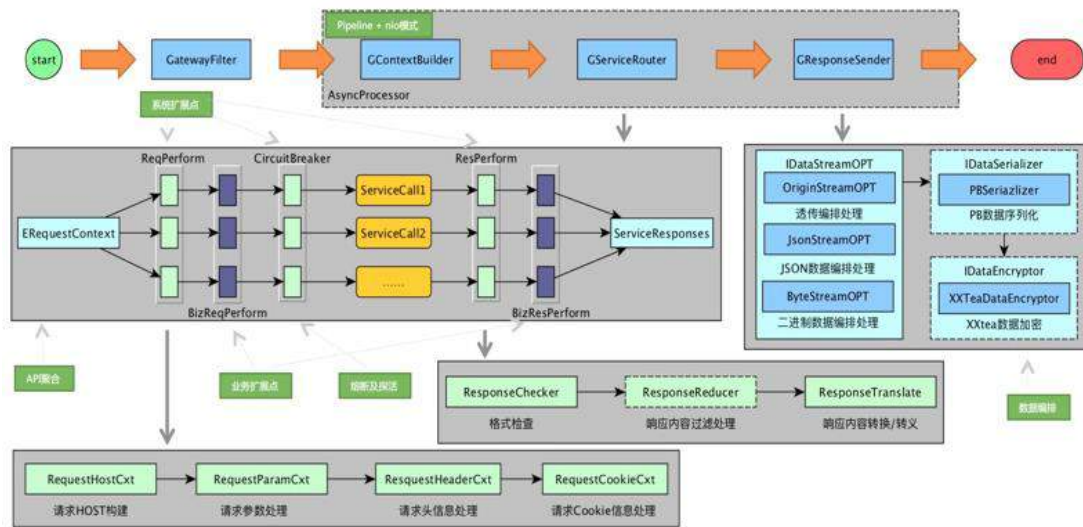 Pipeline + nio模式
start
GatewayFilter
GContextBuilder
GServiceRouter
GResponseSender
end
AsyncProcessor
系统扩展点
ReqPerform
CircuitBreaker
ResPerform
ERequestContext
ServiceCall1
ServiceCall2
......
ServiceResponses
BizReqPerform
BizResPerform
IDataStreamOPT
OriginStreamOPT
透传编排处理
JsonStreamOPT
JSON数据编排处理
ByteStreamOPT
二进制数据编排处理
IDataSerializer
PBSeriazlizer
PB数据序列化
IDataEncryptor
XXTeaDataEncryptor
XXtea数据加密
API聚合
业务扩展点
熔断及探活
数据编排
ResponseChecker
ResponseReducer
ResponseTranslate
格式检查
响应内容过滤处理
响应内容转换/转义
RequestHostCxt
RequestParamCxt
ResquestHeaderCxt
RequestCookieCxt
请求HOST构建
请求参数处理
请求头信息处理
请求Cookie信息处理